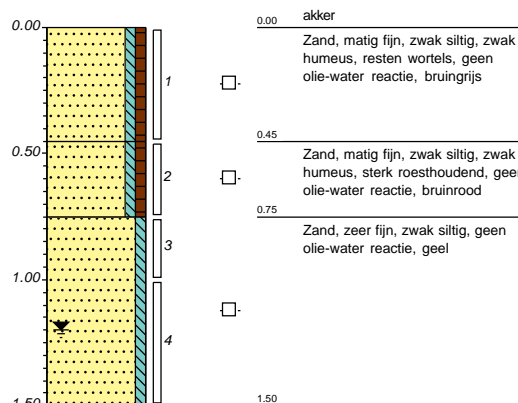 0.00
0.50
1.00
1.50
1
2
3
4
0.00
akker
Zand, matig fijn, zwak siltig, zwak
humeus, resten wortels, geen
olie-water reactie, bruingrijs
0.45
Zand, matig fijn, zwak siltig, zwak
humeus, sterk roesthoudend, geen
olie-water reactie, bruinrood
0.75
Zand, zeer fijn, zwak siltig, geen
olie-water reactie, geel
1.50